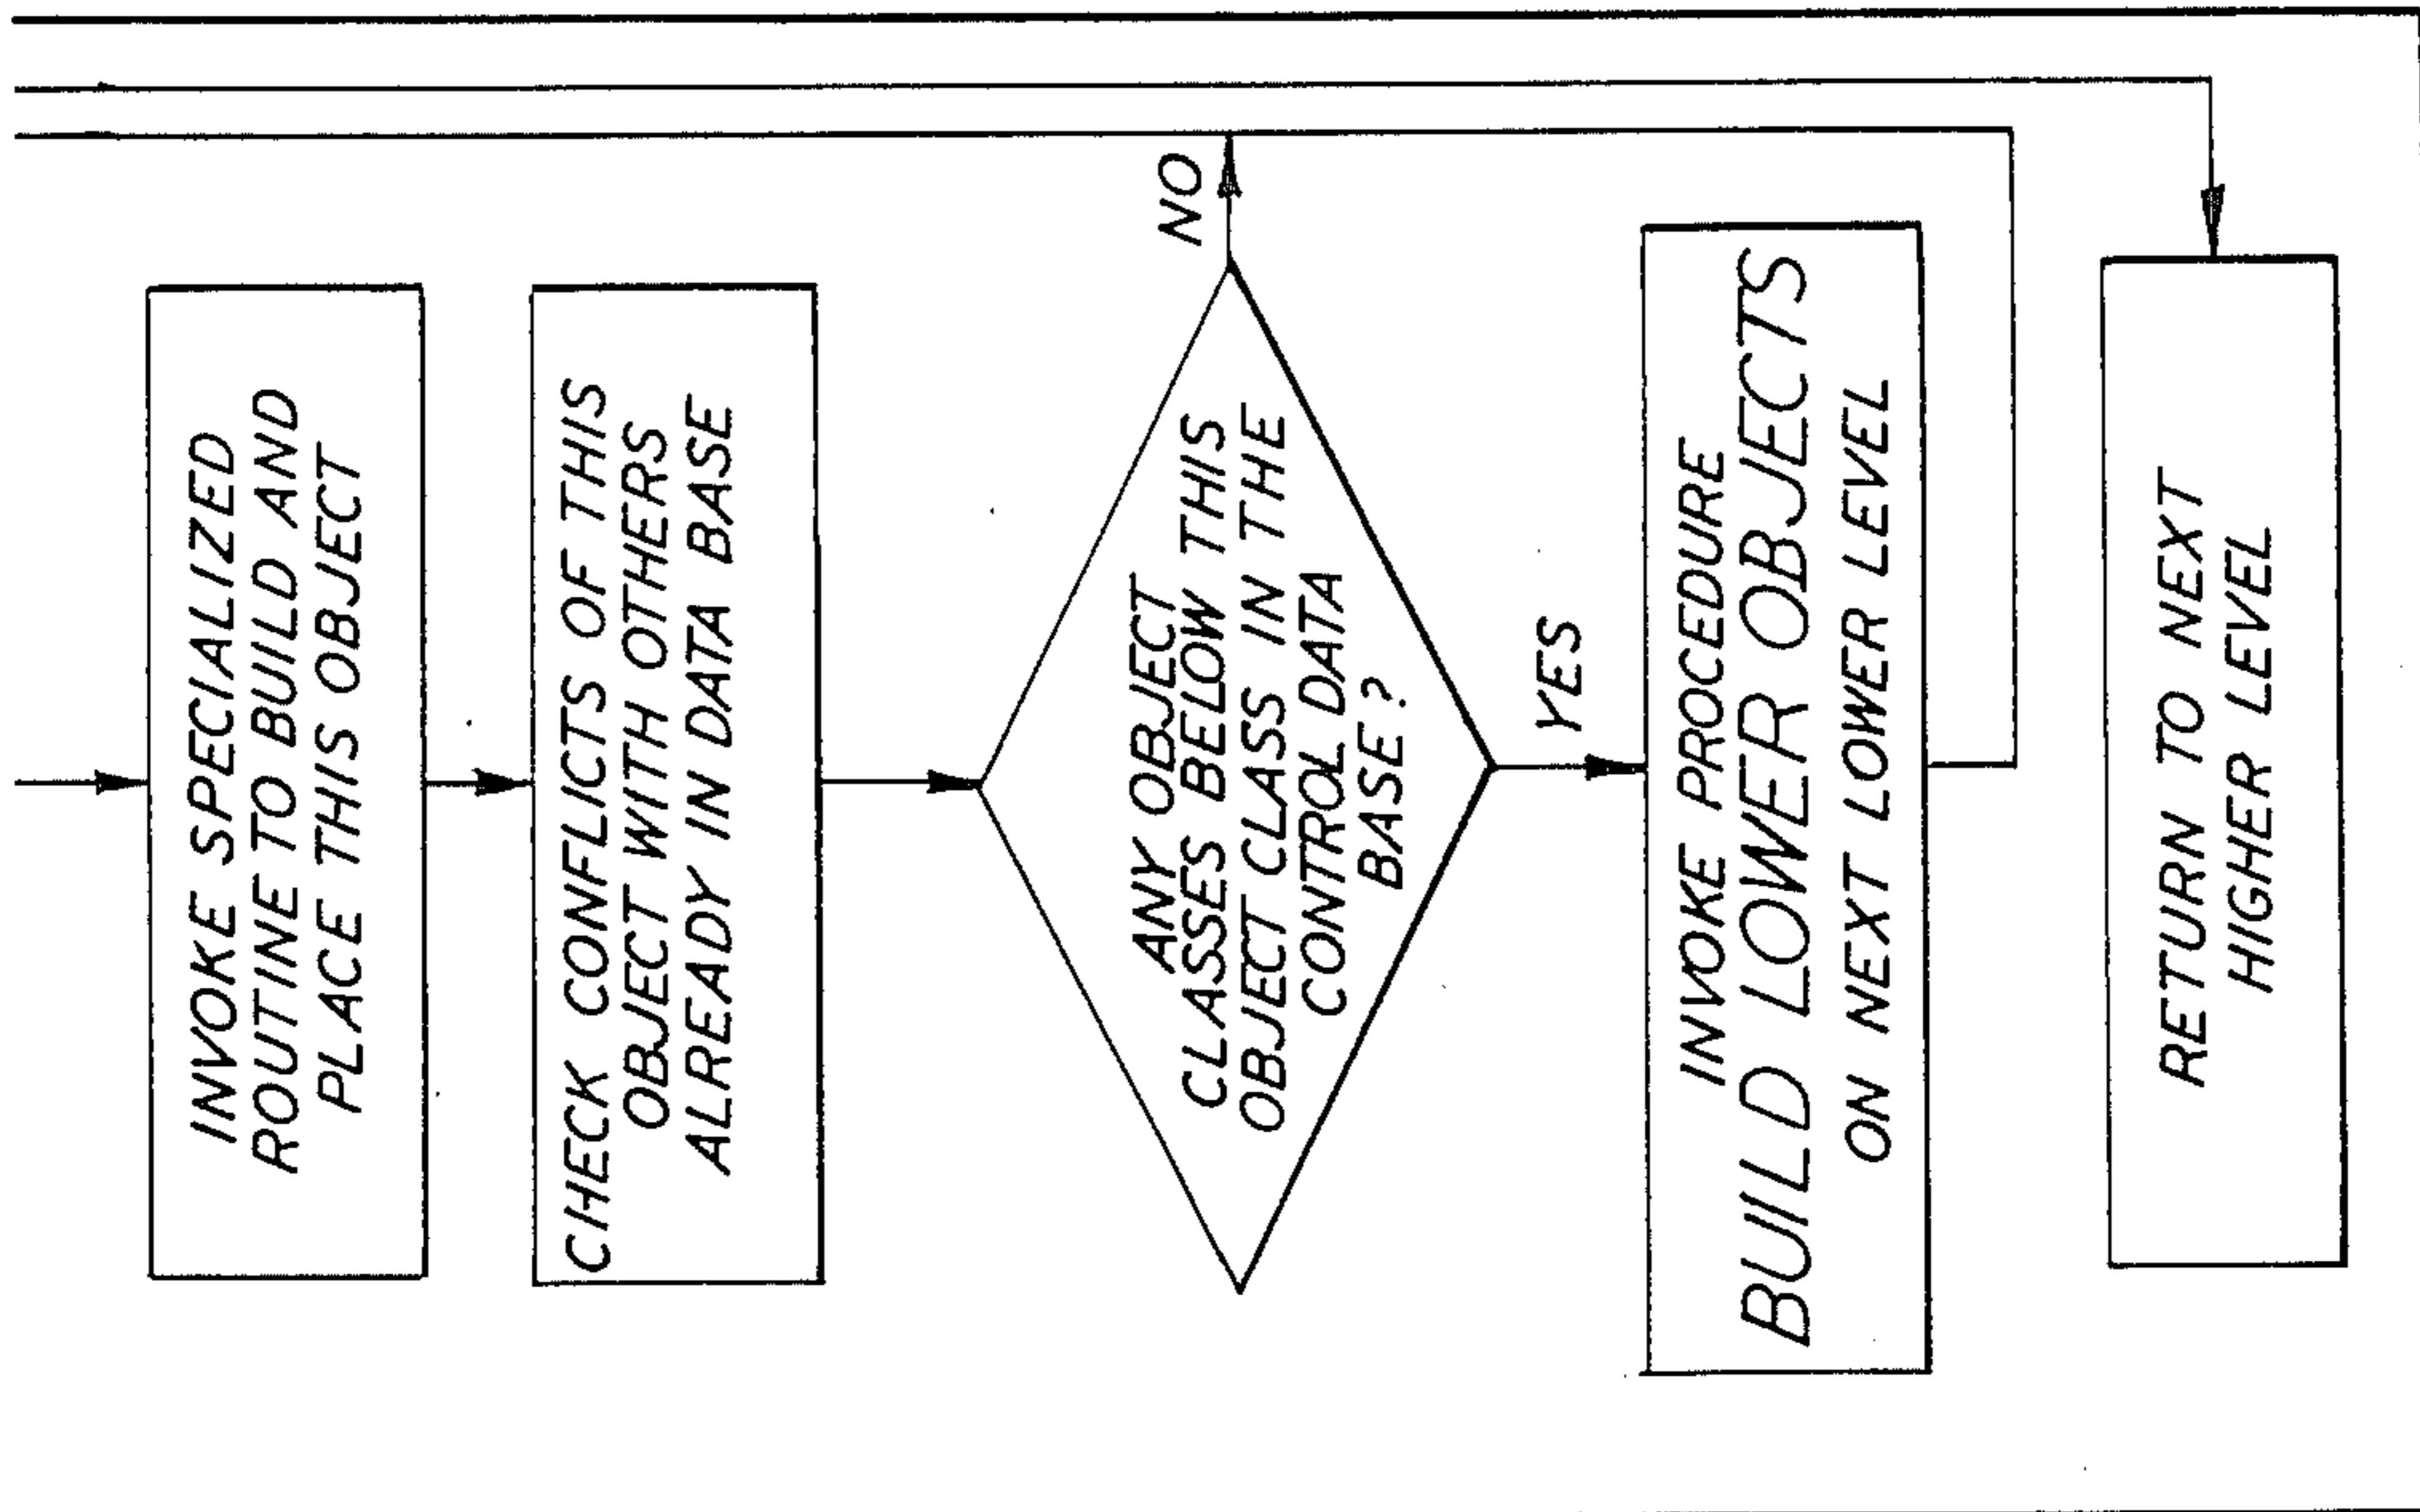 INVOKE SPECIALIZED
ROUTINE TO BUILD AND
PLACE THIS OBJECT
CHECK CONFLICTS OF THIS
OBJECT WITH OTHERS
ALREADY IN DATA BASE
ANY OBJECT
CLASSES BELOW THIS
OBJECT CLASS IN THE
CONTROL DATA
BASE?
NO
YES
INVOKE PROCEDURE
BUILD LOWER OBJECTS
ON NEXT LOWER LEVEL
RETURN TO NEXT
HIGHER LEVEL